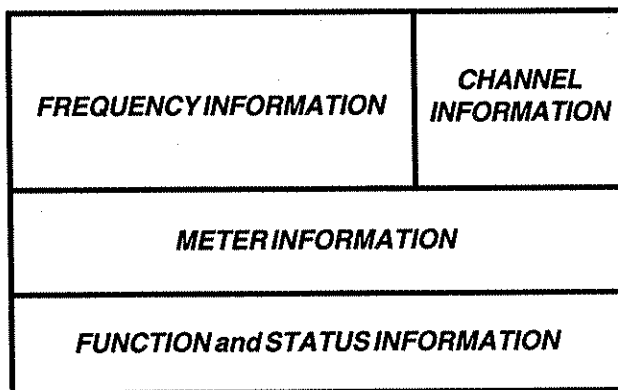 FREQUENCY INFORMATION
CHANNEL
INFORMATION
METER INFORMATION
FUNCTION and STATUS INFORMATION